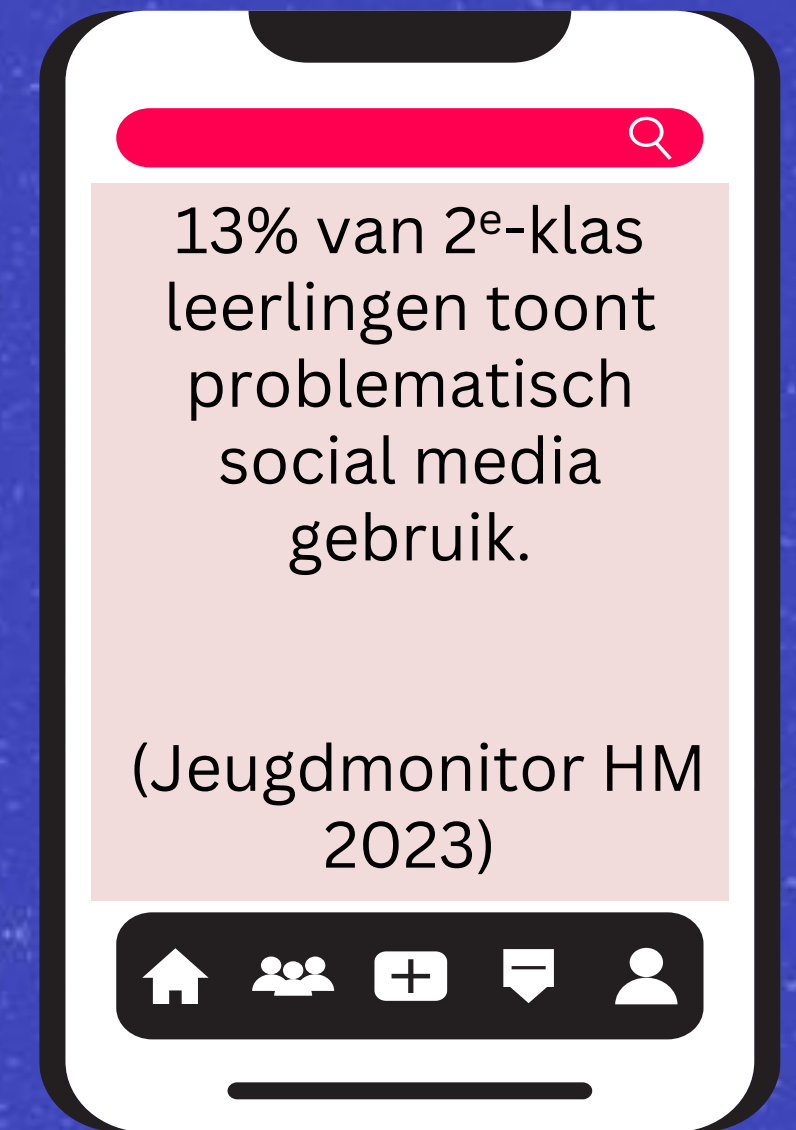 13% van 2ᵉ-klas
leerlingen toont
problematisch
social media
gebruik.
(Jeugdmonitor HM
2023)